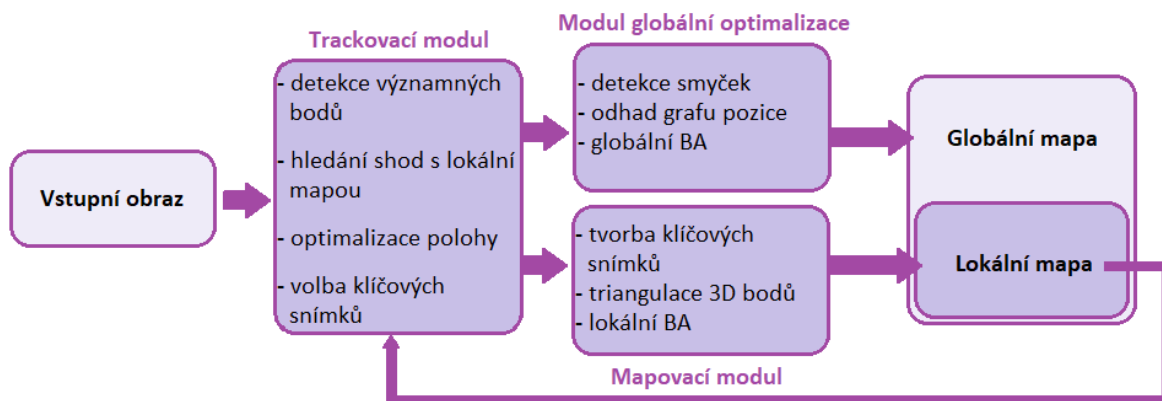 Vstupní obraz
Trackovací modul
- detekce významných
bodů
- hledání shod s lokální
mapou
- optimalizace polohy
- volba klíčových
snímků
Modul globální optimalizace
- detekce smyček
- odhad grafu pozice
- globální BA
- tvorba klíčových
snímků
- triangulace 3D bodů
- lokální BA
Mapovací modul
Globální mapa
Lokální mapa